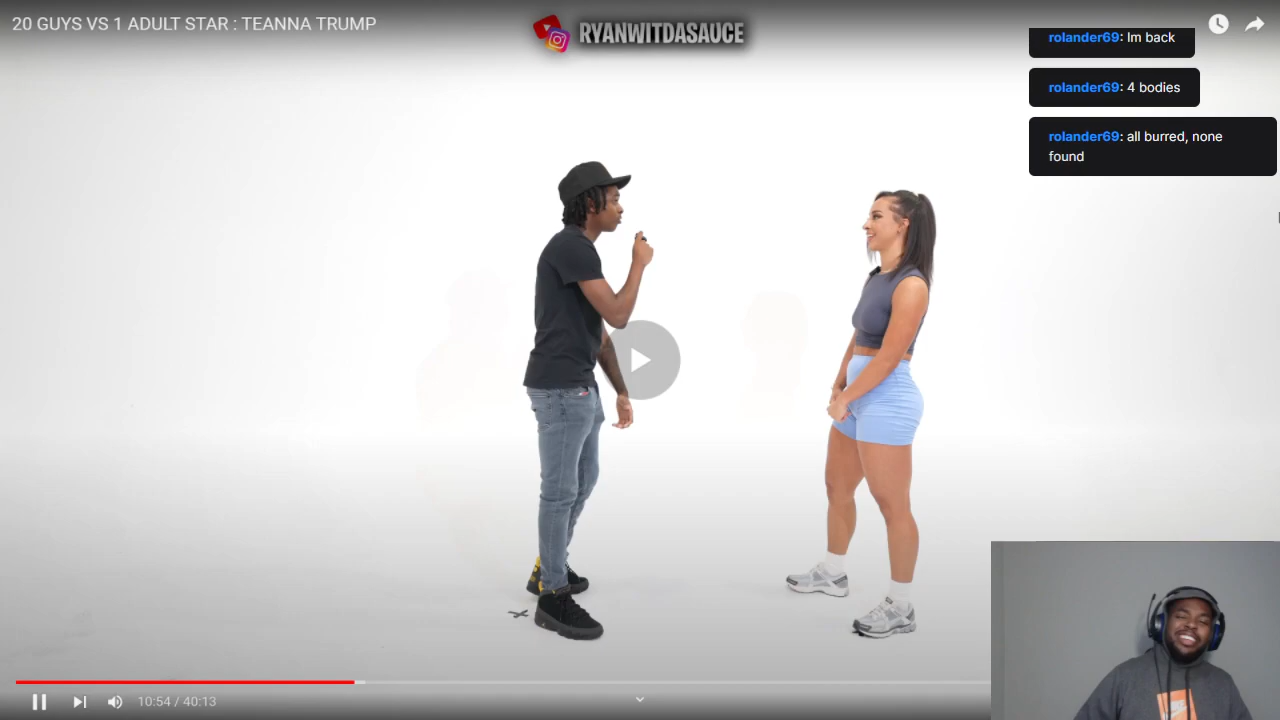 20 GUYS VS 1 ADULT STAR : TEANNA TRUMP
RYANWITDASAUCE
rolander69: Im back
rolander69: 4 bodies
rolander69: all burred, none
found
10:54 / 40:13